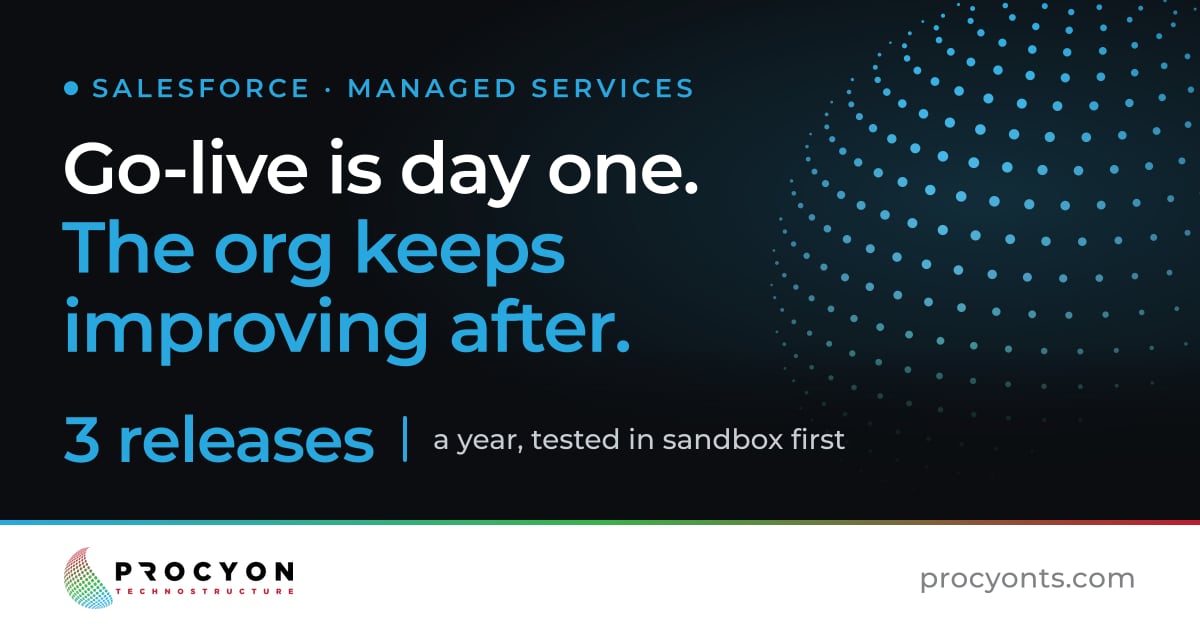 SALESFORCE · MANAGED SERVICES
Go-live is day one.
The org keeps
improving after.
3 releases | a year, tested in sandbox first
PROCYON
TECHNOSTRUCTURE
procyonts.com